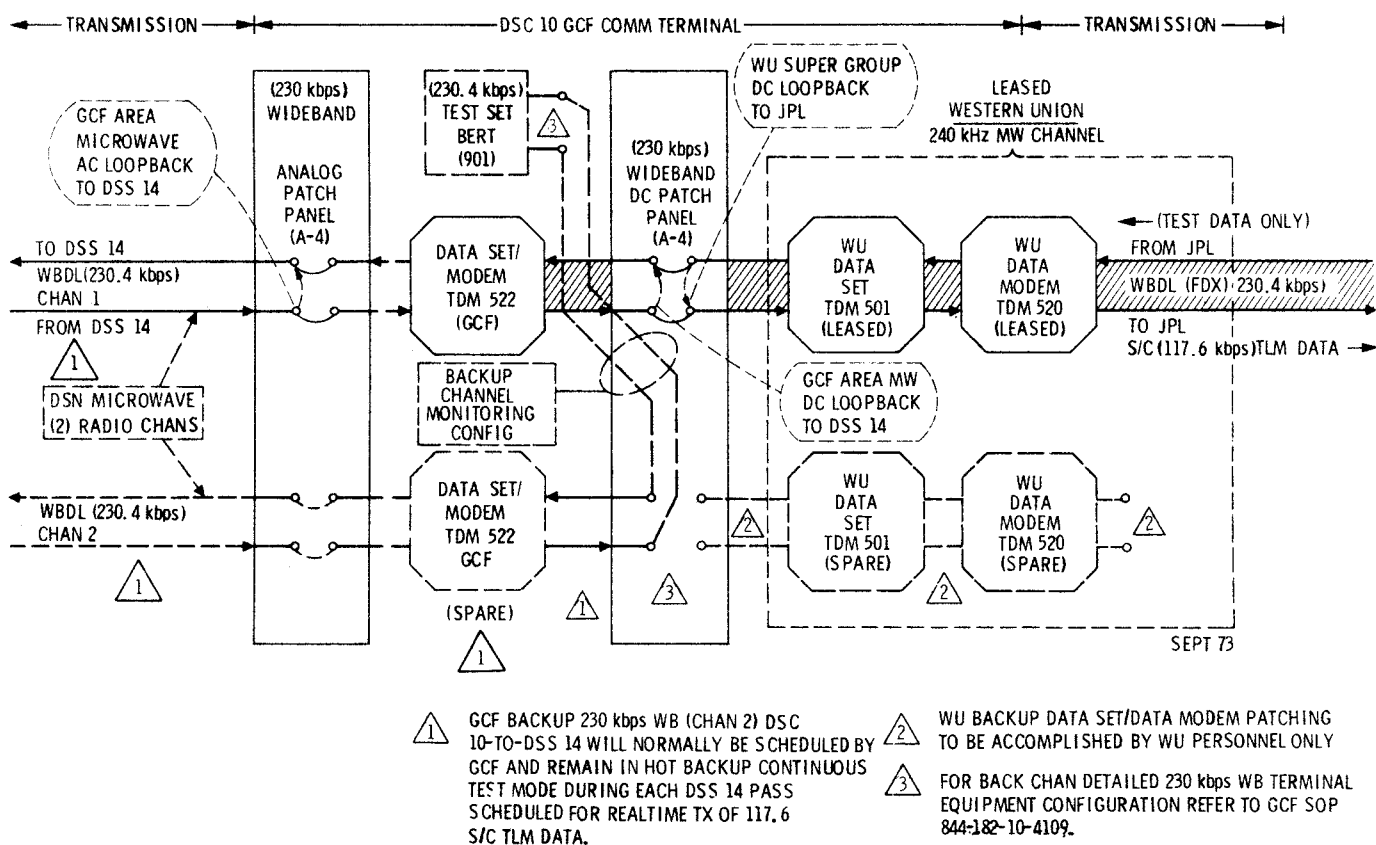 TRANSMISSION
DSC 10 GCF COMM TERMINAL
TRANSMISSION
(230 kbps)
WIDEBAND
ANALOG
PATCH
PANEL
(A-4)
GCF AREA
MICROWAVE
AC LOOPBACK
TO DSS 14
(230.4 kbps)
TEST SET
BERT
(901)
3
(230 kbps)
WIDEBAND
DC PATCH
PANEL
(A-4)
WU SUPER GROUP
DC LOOPBACK
TO JPL
LEASED
WESTERN UNION
240 kHz MW CHANNEL
TO DSS 14
WBDL (230.4 kbps)
CHAN 1
FROM DSS 14
1
DATA SET/
MODEM
TDM 522
(GCF)
WU
DATA
SET
TDM 501
(LEASED)
WU
DATA
MODEM
TDM 520
(LEASED)
(TEST DATA ONLY)
FROM JPL
WBDL (FDX) 230.4 kbps)
TO JPL
S/C (117.6 kbps) TLM DATA
DSN MICROWAVE
(2) RADIO CHANS
BACKUP
CHANNEL
MONITORING
CONFIG
GCF AREA MW
DC LOOPBACK
TO DSS 14
WBDL (230.4 kbps)
CHAN 2
1
DATA SET/
MODEM
TDM 522
GCF
(SPARE)
1
1
3
2
WU
DATA
SET
TDM 501
(SPARE)
2
WU
DATA
MODEM
TDM 520
(SPARE)
2
SEPT 73
1 GCF BACKUP 230 kbps WB (CHAN 2) DSC
10-TO-DSS 14 WILL NORMALLY BE SCHEDULED BY
GCF AND REMAIN IN HOT BACKUP CONTINUOUS
TEST MODE DURING EACH DSS 14 PASS
SCHEDULED FOR REALTIME TX OF 117.6
S/C TLM DATA.
2 WU BACKUP DATA SET/DATA MODEM PATCHING
TO BE ACCOMPLISHED BY WU PERSONNEL ONLY
3 FOR BACK CHAN DETAILED 230 kbps WB TERMINAL
EQUIPMENT CONFIGURATION REFER TO GCF SOP
844-182-10-4109.